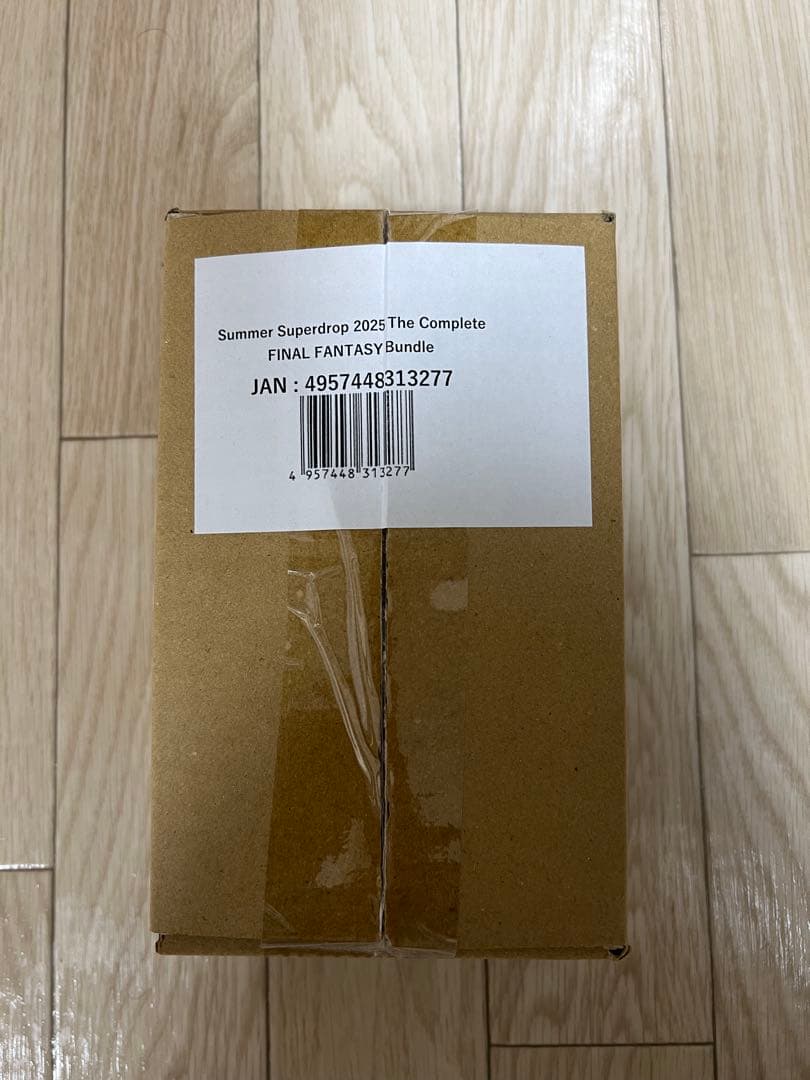 Summer Superdrop 2025 The Complete
FINAL FANTASY Bundle
JAN : 4957448313277
4 957448 313277